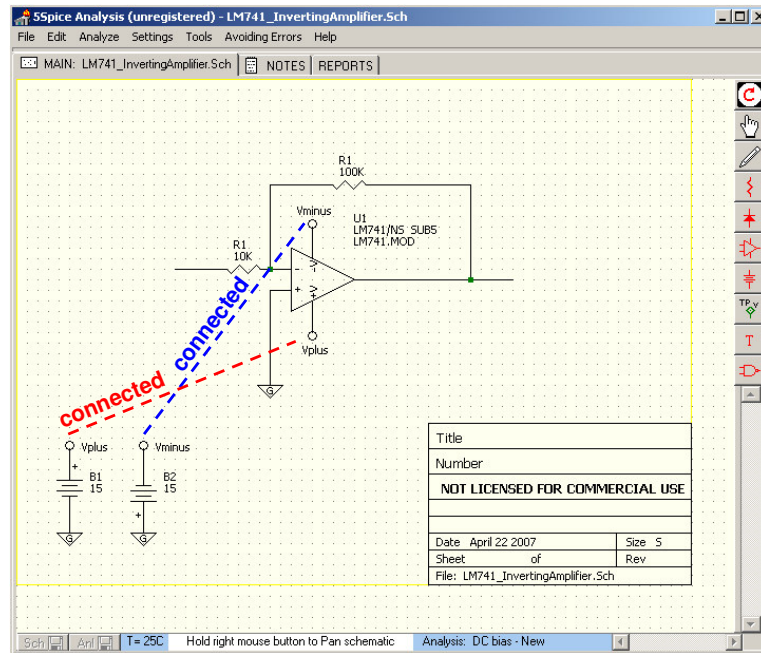 5Spice Analysis (unregistered) - LM741_InvertingAmplifier.Sch
File Edit Analyze Settings Tools Avoiding Errors Help
MAIN: LM741_InvertingAmplifier.Sch NOTES REPORTS
R1
100K
Vminus
U1
LM741/NS SUB5
LM741.MOD
R1
10K
-V
+V
Vplus
G
connected
connected
Vplus Vminus
B1
15
B2
15
G G
TP V
T
Title
Number
NOT LICENSED FOR COMMERCIAL USE
Date April 22 2007 Size S
Sheet of Rev
File: LM741_InvertingAmplifier.Sch
Sch Anl T= 25C Hold right mouse button to Pan schematic Analysis: DC bias - New